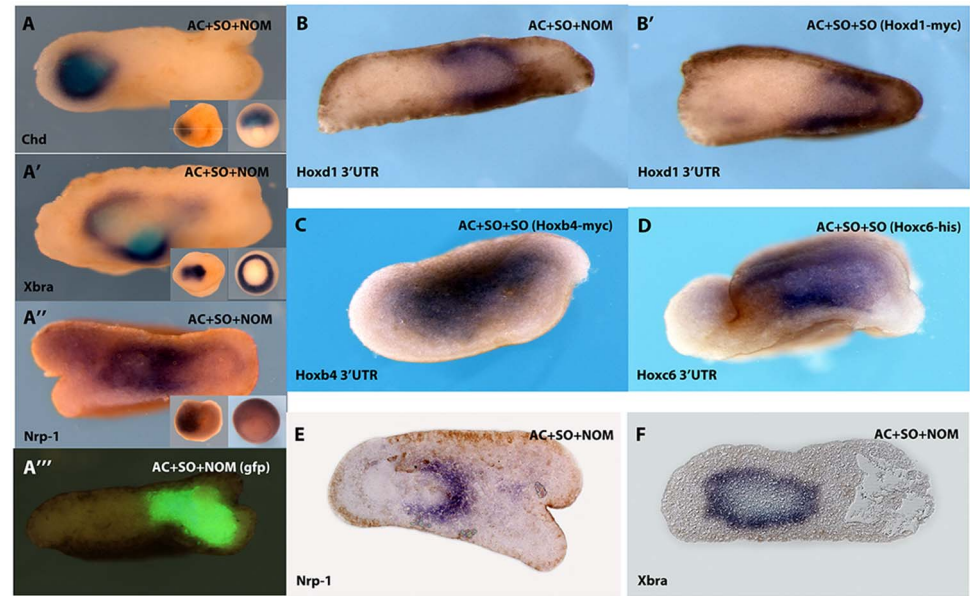 A
AC+SO+NOM
Chd
A′
AC+SO+NOM
Xbra
A″
AC+SO+NOM
Nrp-1
A‴
AC+SO+NOM (gfp)
B
AC+SO+NOM
Hoxd1 3′UTR
B′
AC+SO+SO (Hoxd1-myc)
Hoxd1 3′UTR
C
AC+SO+SO (Hoxb4-myc)
Hoxb4 3′UTR
D
AC+SO+SO (Hoxc6-his)
Hoxc6 3′UTR
E
AC+SO+NOM
Nrp-1
F
AC+SO+NOM
Xbra